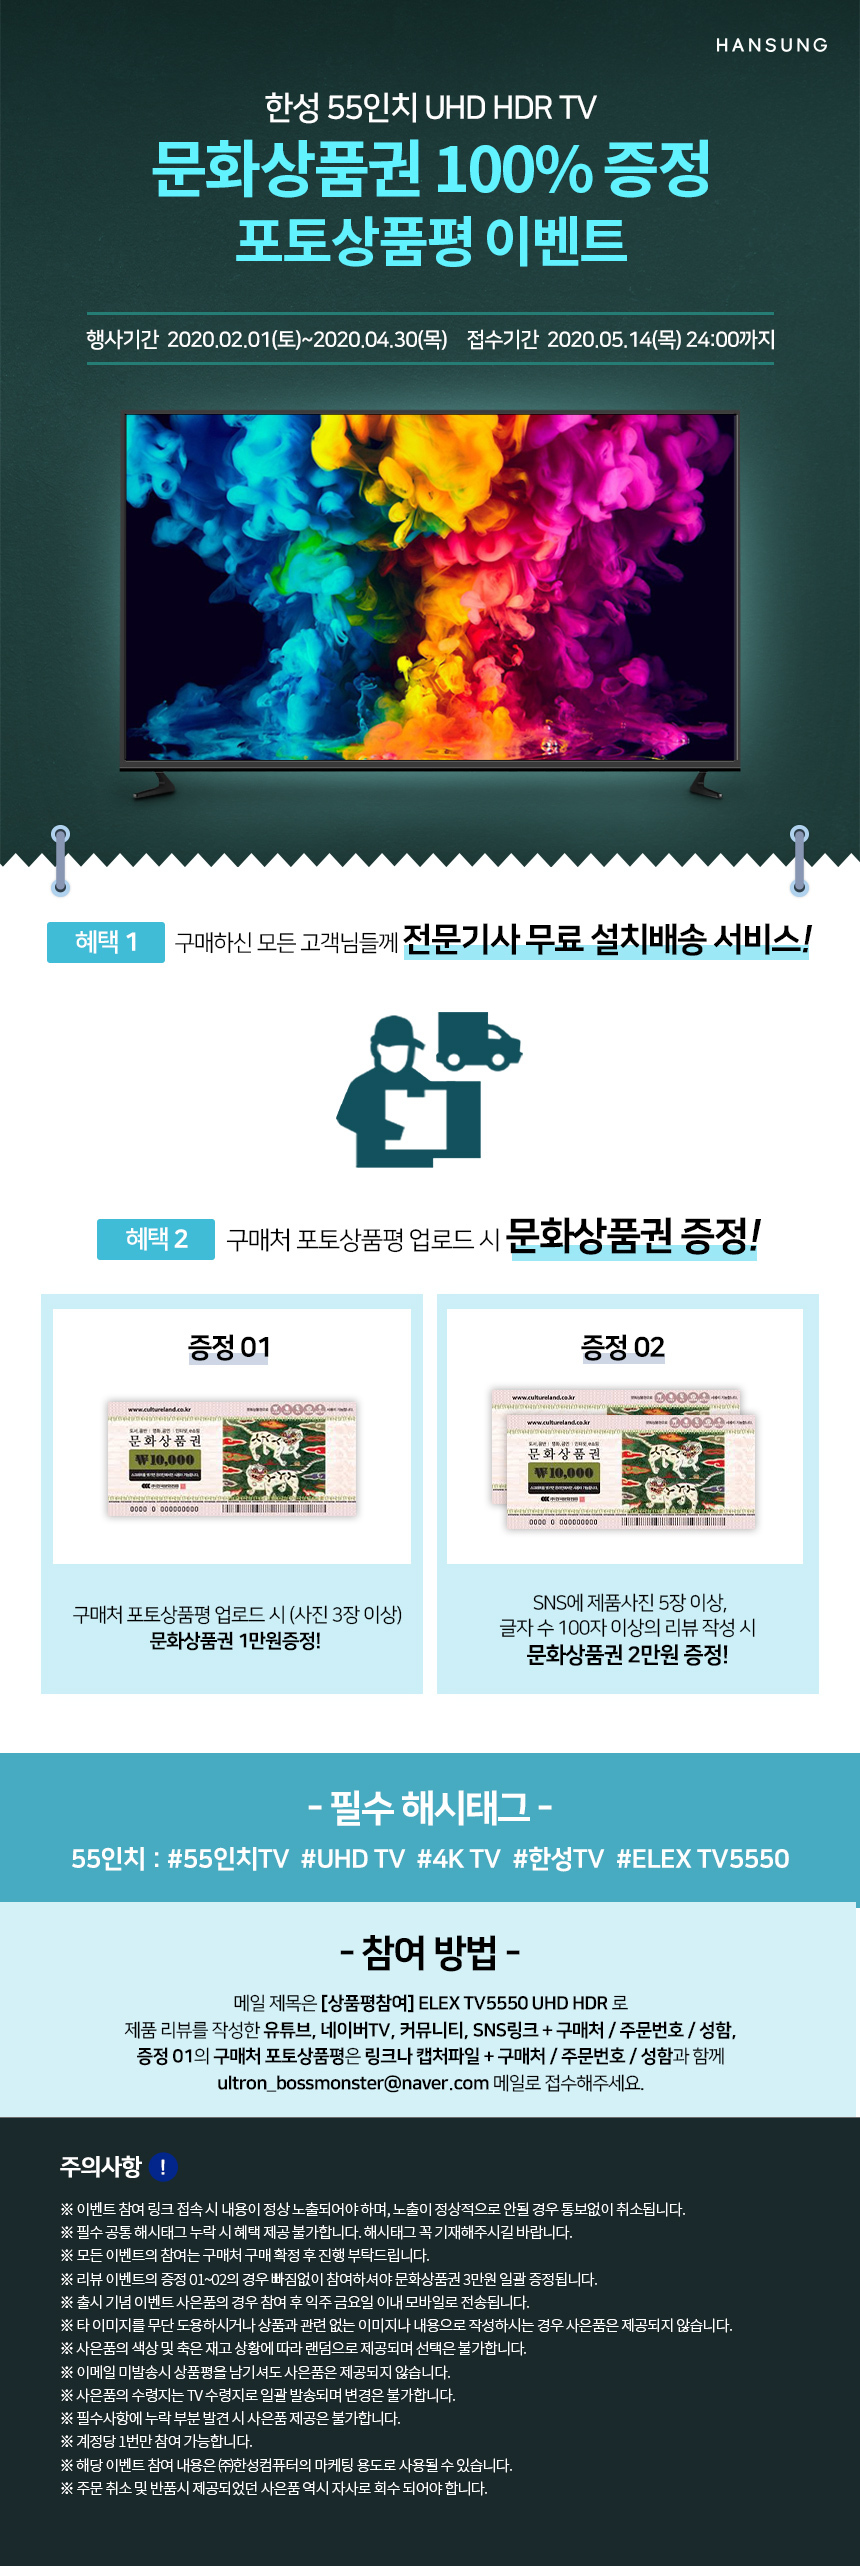 HANSUNG
한성 55인치 UHD HDR TV
문화상품권 100% 증정
포토상품평 이벤트
행사기간 2020.02.01(토)~2020.04.30(목) 접수기간 2020.05.14(목) 24:00까지
혜택 1 구매하신 모든 고객님들께 전문기사 무료 설치배송 서비스!
혜택 2 구매처 포토상품평 업로드 시 문화상품권 증정!
증정 01
www.cultureland.co.kr
문화상품권
₩10,000
0000 0 000000000
구매처 포토상품평 업로드 시 (사진 3장 이상)
문화상품권 1만원증정!
증정 02
www.cultureland.co.kr
www.cultureland.co.kr
문화상품권
₩10,000
0000 0 000000000
SNS에 제품사진 5장 이상,
글자 수 100자 이상의 리뷰 작성 시
문화상품권 2만원 증정!
- 필수 해시태그 -
55인치 : #55인치TV #UHD TV #4K TV #한성TV #ELEX TV5550
- 참여 방법 -
메일 제목은 [상품평참여] ELEX TV5550 UHD HDR 로
제품 리뷰를 작성한 유튜브, 네이버TV, 커뮤니티, SNS링크 + 구매처 / 주문번호 / 성함,
증정 01의 구매처 포토상품평은 링크나 캡처파일 + 구매처 / 주문번호 / 성함과 함께
ultron_bossmonster@naver.com 메일로 접수해주세요.
주의사항 !
※ 이벤트 참여 링크 접속 시 내용이 정상 노출되어야 하며, 노출이 정상적으로 안될 경우 통보없이 취소됩니다.
※ 필수 공통 해시태그 누락 시 혜택 제공 불가합니다. 해시태그 꼭 기재해주시길 바랍니다.
※ 모든 이벤트의 참여는 구매처 구매 확정 후 진행 부탁드립니다.
※ 리뷰 이벤트의 증정 01~02의 경우 빠짐없이 참여하셔야 문화상품권 3만원 일괄 증정됩니다.
※ 출시 기념 이벤트 사은품의 경우 참여 후 익주 금요일 이내 모바일로 전송됩니다.
※ 타 이미지를 무단 도용하시거나 상품과 관련 없는 이미지나 내용으로 작성하시는 경우 사은품은 제공되지 않습니다.
※ 사은품의 색상 및 축은 재고 상황에 따라 랜덤으로 제공되며 선택은 불가합니다.
※ 이메일 미발송시 상품평을 남기셔도 사은품은 제공되지 않습니다.
※ 사은품의 수령지는 TV 수령지로 일괄 발송되며 변경은 불가합니다.
※ 필수사항에 누락 부분 발견 시 사은품 제공은 불가합니다.
※ 계정당 1번만 참여 가능합니다.
※ 해당 이벤트 참여 내용은 ㈜한성컴퓨터의 마케팅 용도로 사용될 수 있습니다.
※ 주문 취소 및 반품시 제공되었던 사은품 역시 자사로 회수 되어야 합니다.